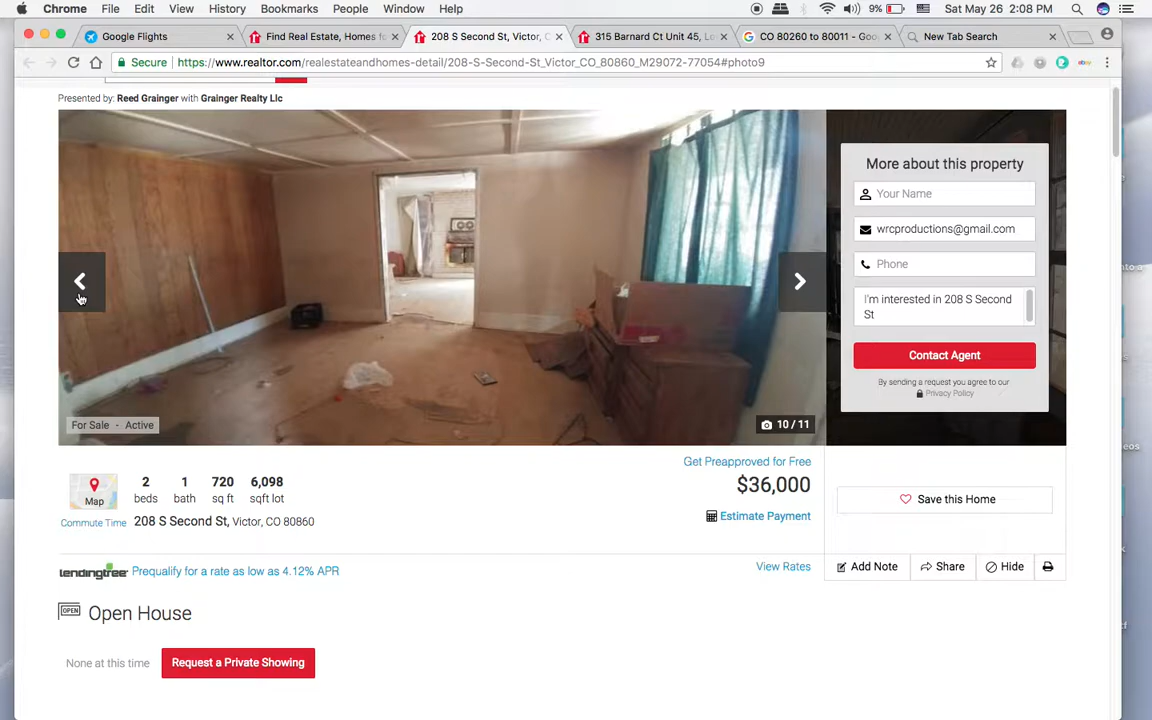 Chrome File Edit View History Bookmarks People Window Help 9% Sat May 26 2:08 PM
Google Flights Find Real Estate, Homes f 208 S Second St, Victor, C 315 Barnard Ct Unit 45, Lo CO 80260 to 80011 - Goo New Tab Search
Secure https://www.realtor.com/realestateandhomes-detail/208-S-Second-St_Victor_CO_80860_M29072-77054#photo9
Presented by: Reed Grainger with Grainger Realty Llc
More about this property
Your Name
wrcproductions@gmail.com
Phone
I'm interested in 208 S Second
St
Contact Agent
By sending a request you agree to our
Privacy Policy
For Sale - Active
10 / 11
Map
Commute Time
2 1 720 6,098
beds bath sq ft sqft lot
208 S Second St, Victor, CO 80860
Get Preapproved for Free
$36,000
Estimate Payment
Save this Home
lendingtree Prequalify for a rate as low as 4.12% APR
View Rates
Add Note Share Hide
OPEN Open House
None at this time Request a Private Showing